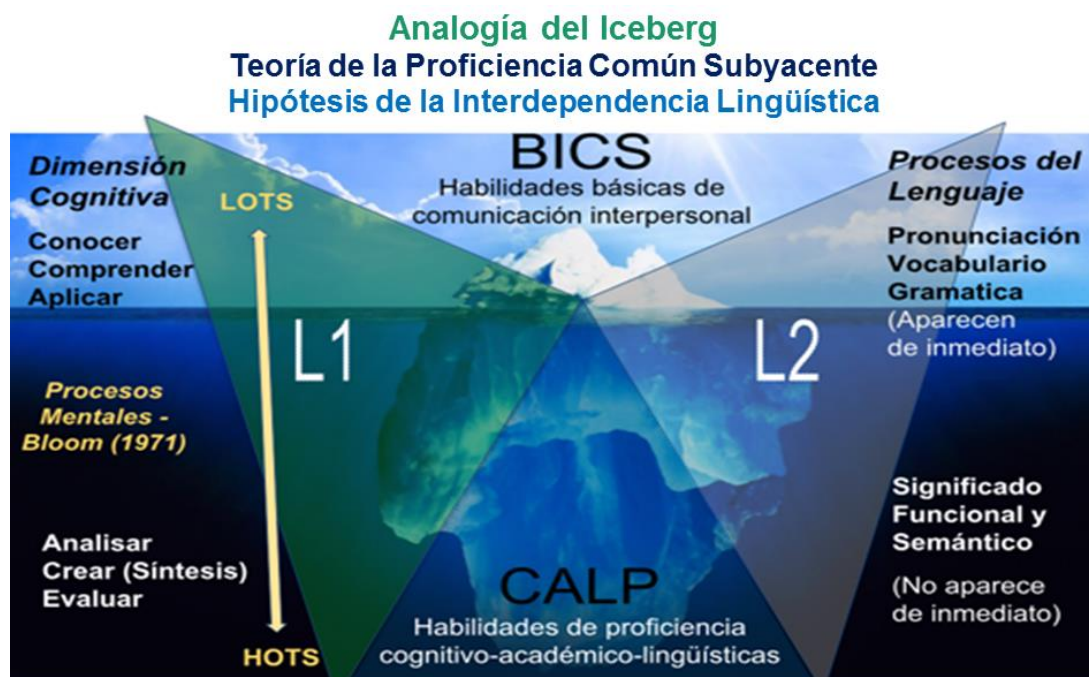 Analogía del Iceberg
Teoría de la Proficiencia Común Subyacente
Hipótesis de la Interdependencia Lingüística
Dimensión
Cognitiva
Conocer
Comprender
Aplicar
LOTS
BICS
Habilidades básicas de
comunicación interpersonal
Procesos del
Lenguaje
Pronunciación
Vocabulario
Gramatica
(Aparecen
de inmediato)
L1
L2
Procesos
Mentales -
Bloom (1971)
Analisar
Crear (Síntesis)
Evaluar
HOTS
CALP
Habilidades de proficiencia
cognitivo-académico-lingüísticas
Significado
Funcional y
Semántico
(No aparece
de inmediato)